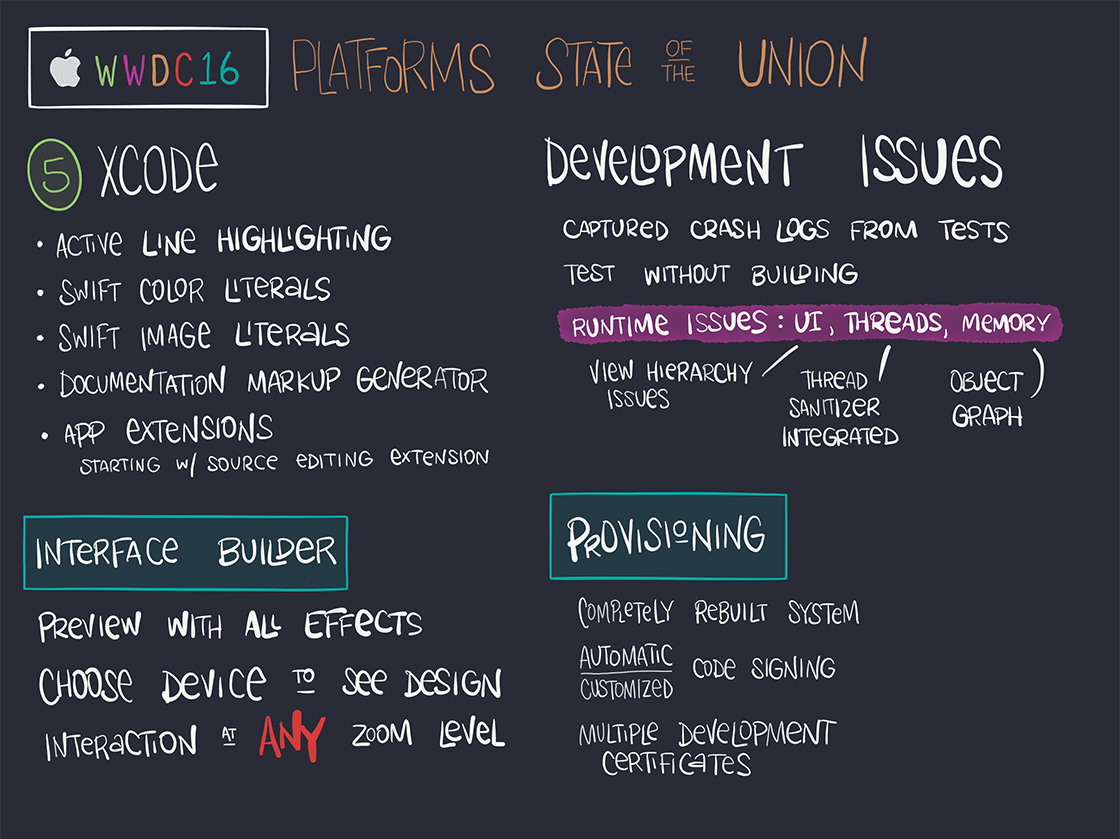 WWDC16 PLATFORMS STATE OF THE UNION
5 XCODE
• ACTIVE LINE HIGHLIGHTING
• SWIFT COLOR LITERALS
• SWIFT IMAGE LITERALS
• DOCUMENTATION MARKUP GENERATOR
• APP EXTENSIONS
STARTING W/ SOURCE EDITING EXTENSION
INTERFACE BUILDER
PREVIEW WITH ALL EFFECTS
CHOOSE DEVICE TO SEE DESIGN
INTERACTION AT ANY ZOOM LEVEL
DEVELOPMENT ISSUES
CAPTURED CRASH LOGS FROM TESTS
TEST WITHOUT BUILDING
RUNTIME ISSUES: UI, THREADS, MEMORY
VIEW HIERARCHY
ISSUES
THREAD
SANITIZER
INTEGRATED
OBJECT
GRAPH
PROVISIONING
COMPLETELY REBUILT SYSTEM
AUTOMATIC
CUSTOMIZED
CODE SIGNING
MULTIPLE DEVELOPMENT
CERTIFICATES